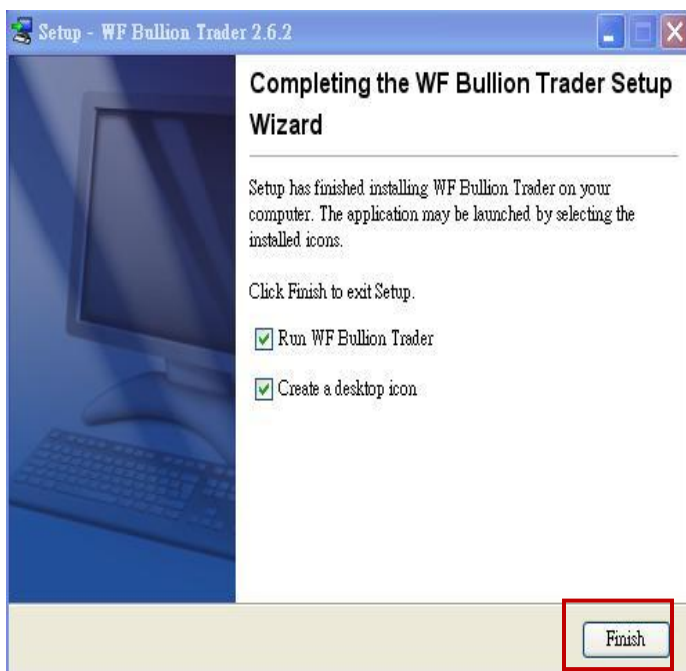 Setup - WF Bullion Trader 2.6.2
Completing the WF Bullion Trader Setup
Wizard
Setup has finished installing WF Bullion Trader on your
computer. The application may be launched by selecting the
installed icons.
Click Finish to exit Setup.
Run WF Bullion Trader
Create a desktop icon
Finish